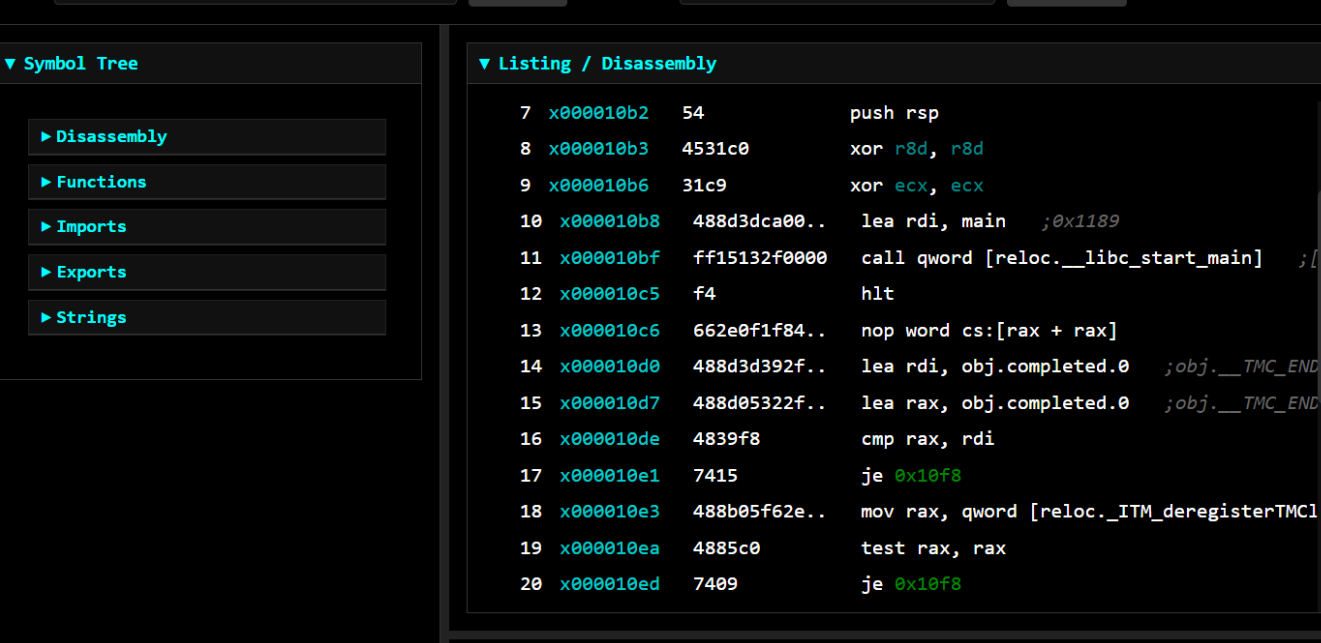 ▼ Symbol Tree
▶ Disassembly
▶ Functions
▶ Imports
▶ Exports
▶ Strings
▼ Listing / Disassembly
7 x000010b2 54 push rsp
8 x000010b3 4531c0 xor r8d, r8d
9 x000010b6 31c9 xor ecx, ecx
10 x000010b8 488d3dca00.. lea rdi, main ;0x1189
11 x000010bf ff15132f0000 call qword [reloc.__libc_start_main] ;[
12 x000010c5 f4 hlt
13 x000010c6 662e0f1f84.. nop word cs:[rax + rax]
14 x000010d0 488d3d392f.. lea rdi, obj.completed.0 ;obj.__TMC_END
15 x000010d7 488d05322f.. lea rax, obj.completed.0 ;obj.__TMC_END
16 x000010de 4839f8 cmp rax, rdi
17 x000010e1 7415 je 0x10f8
18 x000010e3 488b05f62e.. mov rax, qword [reloc._ITM_deregisterTMCl
19 x000010ea 4885c0 test rax, rax
20 x000010ed 7409 je 0x10f8